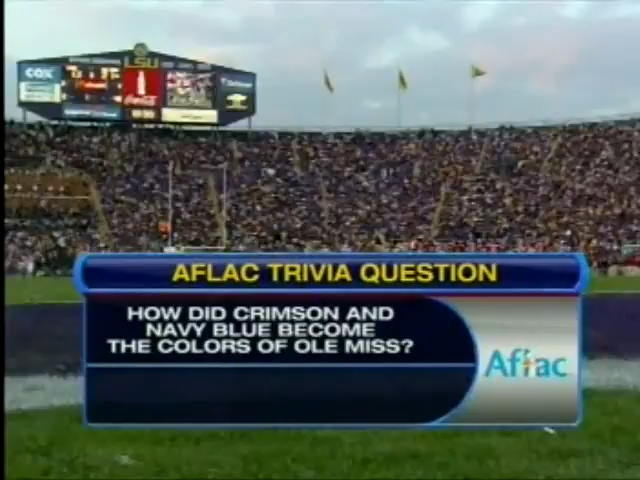 LSU
COX
Coca-Cola
AFLAC TRIVIA QUESTION
HOW DID CRIMSON AND
NAVY BLUE BECOME
THE COLORS OF OLE MISS?
Aflac